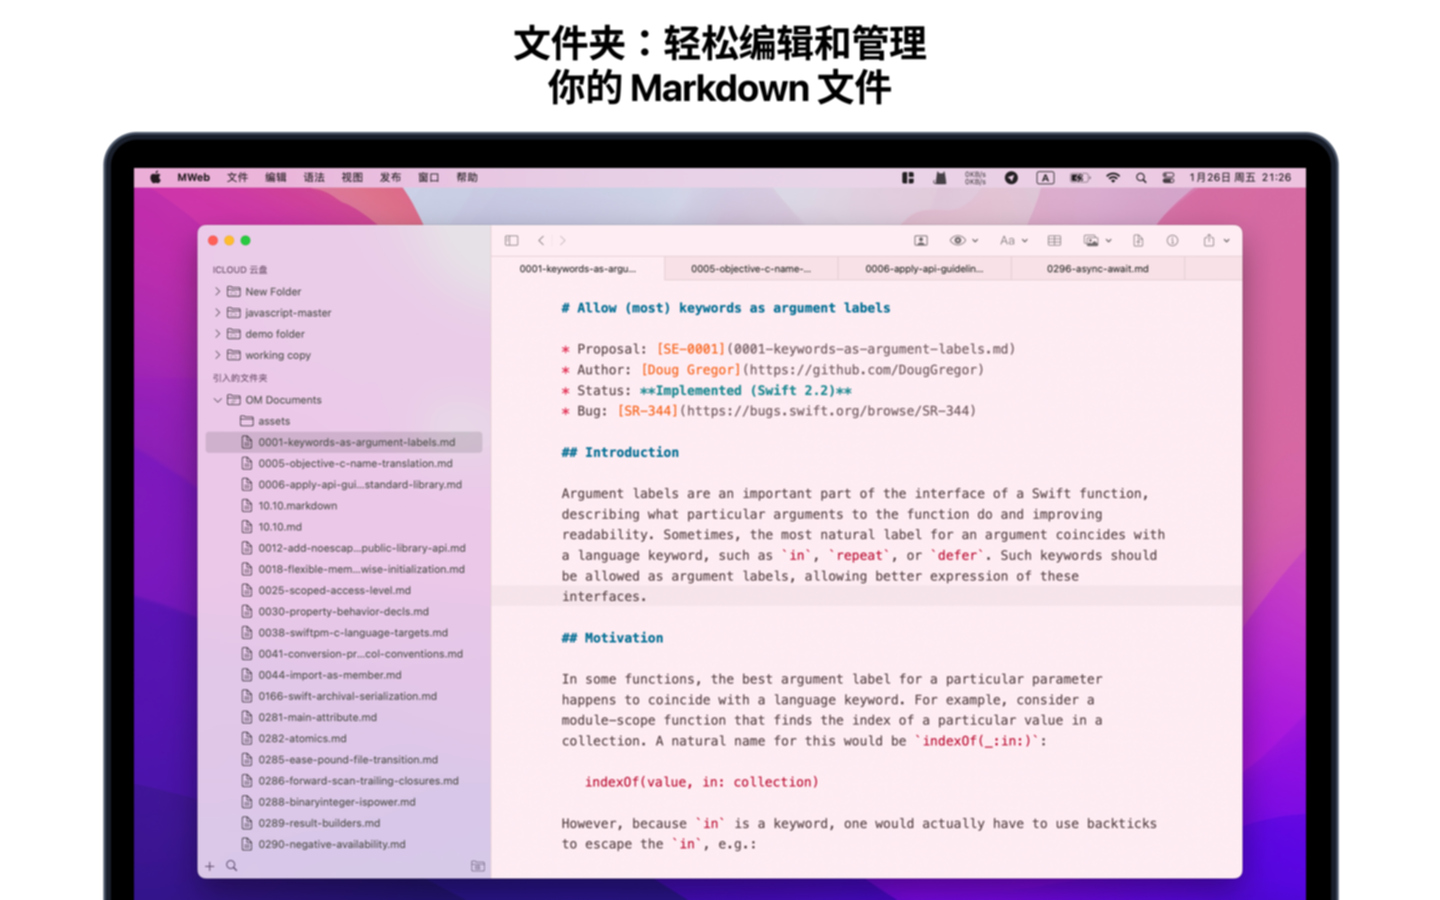 文件夹：轻松编辑和管理
你的 Markdown 文件
MWeb 文件 编辑 语法 视图 发布 窗口 帮助
0KB/s
0KB/s
A
1月26日 周五 21:26
ICLOUD 云盘
New Folder
javascript-master
demo folder
working copy
引入的文件夹
OM Documents
assets
0001-keywords-as-argument-labels.md
0005-objective-c-name-translation.md
0006-apply-api-gui...standard-library.md
10.10.markdown
10.10.md
0012-add-noescap...public-library-api.md
0018-flexible-mem...wise-initialization.md
0025-scoped-access-level.md
0030-property-behavior-decls.md
0038-swiftpm-c-language-targets.md
0041-conversion-pr...col-conventions.md
0044-import-as-member.md
0166-swift-archival-serialization.md
0281-main-attribute.md
0282-atomics.md
0285-ease-pound-file-transition.md
0286-forward-scan-trailing-closures.md
0288-binaryinteger-ispower.md
0289-result-builders.md
0290-negative-availability.md
Aa
0001-keywords-as-argu... 0005-objective-c-name-... 0006-apply-api-guidelin... 0296-async-await.md
# Allow (most) keywords as argument labels
* Proposal: [SE-0001](0001-keywords-as-argument-labels.md)
* Author: [Doug Gregor](https://github.com/DougGregor)
* Status: **Implemented (Swift 2.2)**
* Bug: [SR-344](https://bugs.swift.org/browse/SR-344)
## Introduction
Argument labels are an important part of the interface of a Swift function,
describing what particular arguments to the function do and improving
readability. Sometimes, the most natural label for an argument coincides with
a language keyword, such as `in`, `repeat`, or `defer`. Such keywords should
be allowed as argument labels, allowing better expression of these
interfaces.
## Motivation
In some functions, the best argument label for a particular parameter
happens to coincide with a language keyword. For example, consider a
module-scope function that finds the index of a particular value in a
collection. A natural name for this would be `indexOf(_:in:)`:
indexOf(value, in: collection)
However, because `in` is a keyword, one would actually have to use backticks
to escape the `in`, e.g.: